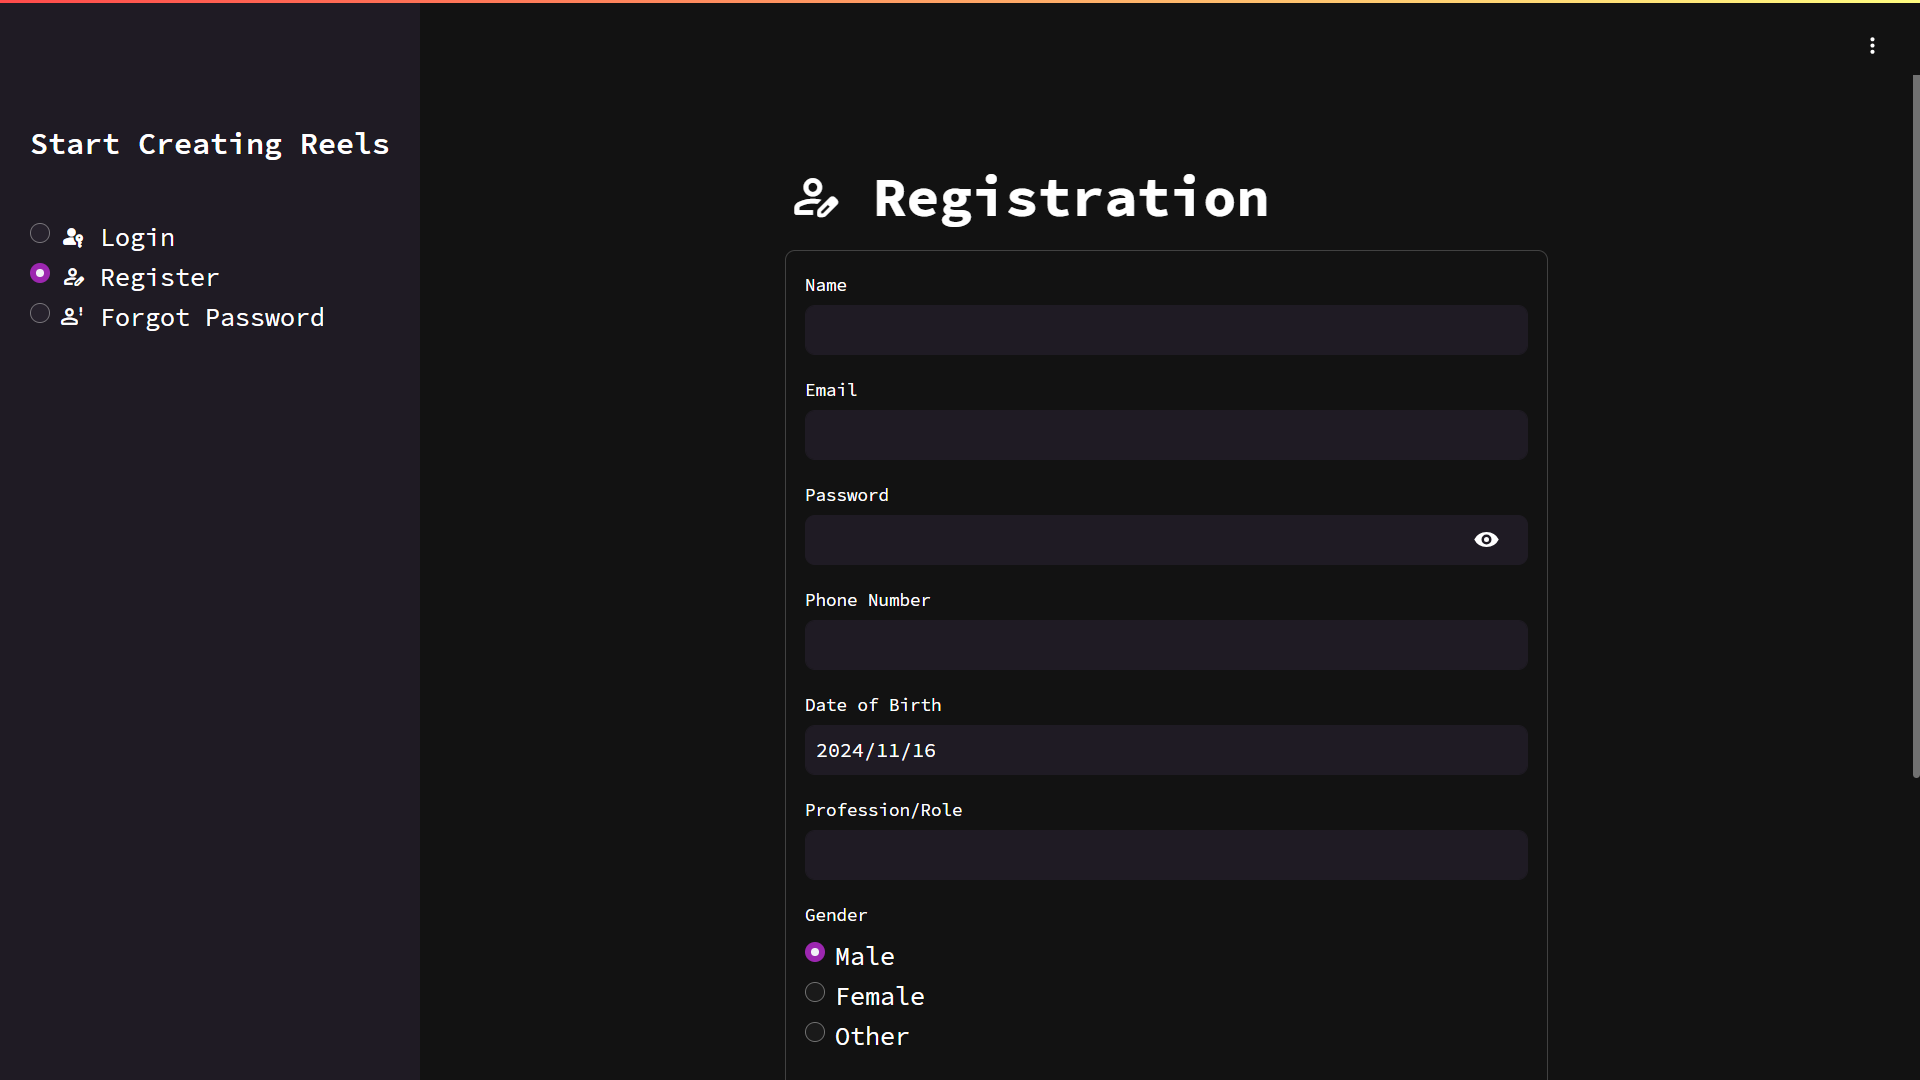 Start Creating Reels
Login
Register
Forgot Password
Registration
Name
Email
Password
Phone Number
Date of Birth
2024/11/16
Profession/Role
Gender
Male
Female
Other